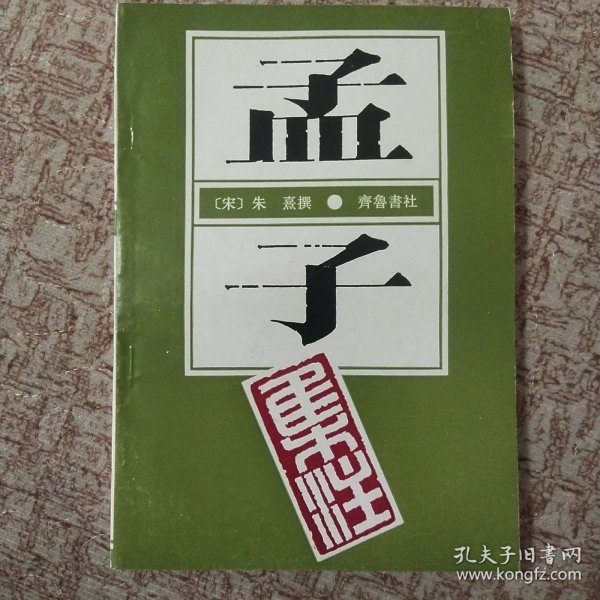 孟
〔宋〕朱 熹撰 ● 齊魯書社
子
集注
孔夫子旧书网
www.kongfz.com